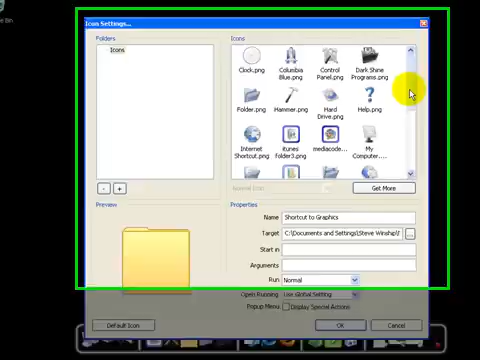 e Bin
Icon Settings...
Folders
Icons
Icons
Clock.png
Columbia Blue.png
Control Panel.png
Dark Shine Programs.png
Folder.png
Hammer.png
Hard Drive.png
Help.png
Internet Shortcut.png
itunes folder3.png
mediacode...
My Computer....
Normal Icon
-
+
Get More
Preview
Properties
Name
Shortcut to Graphics
Target
C:\Documents and Settings\Steve Winship\
...
Start in
Arguments
Run
Normal
Open Running
Use Global Setting
Popup Menu
Display Special Actions
Default Icon
OK
Cancel